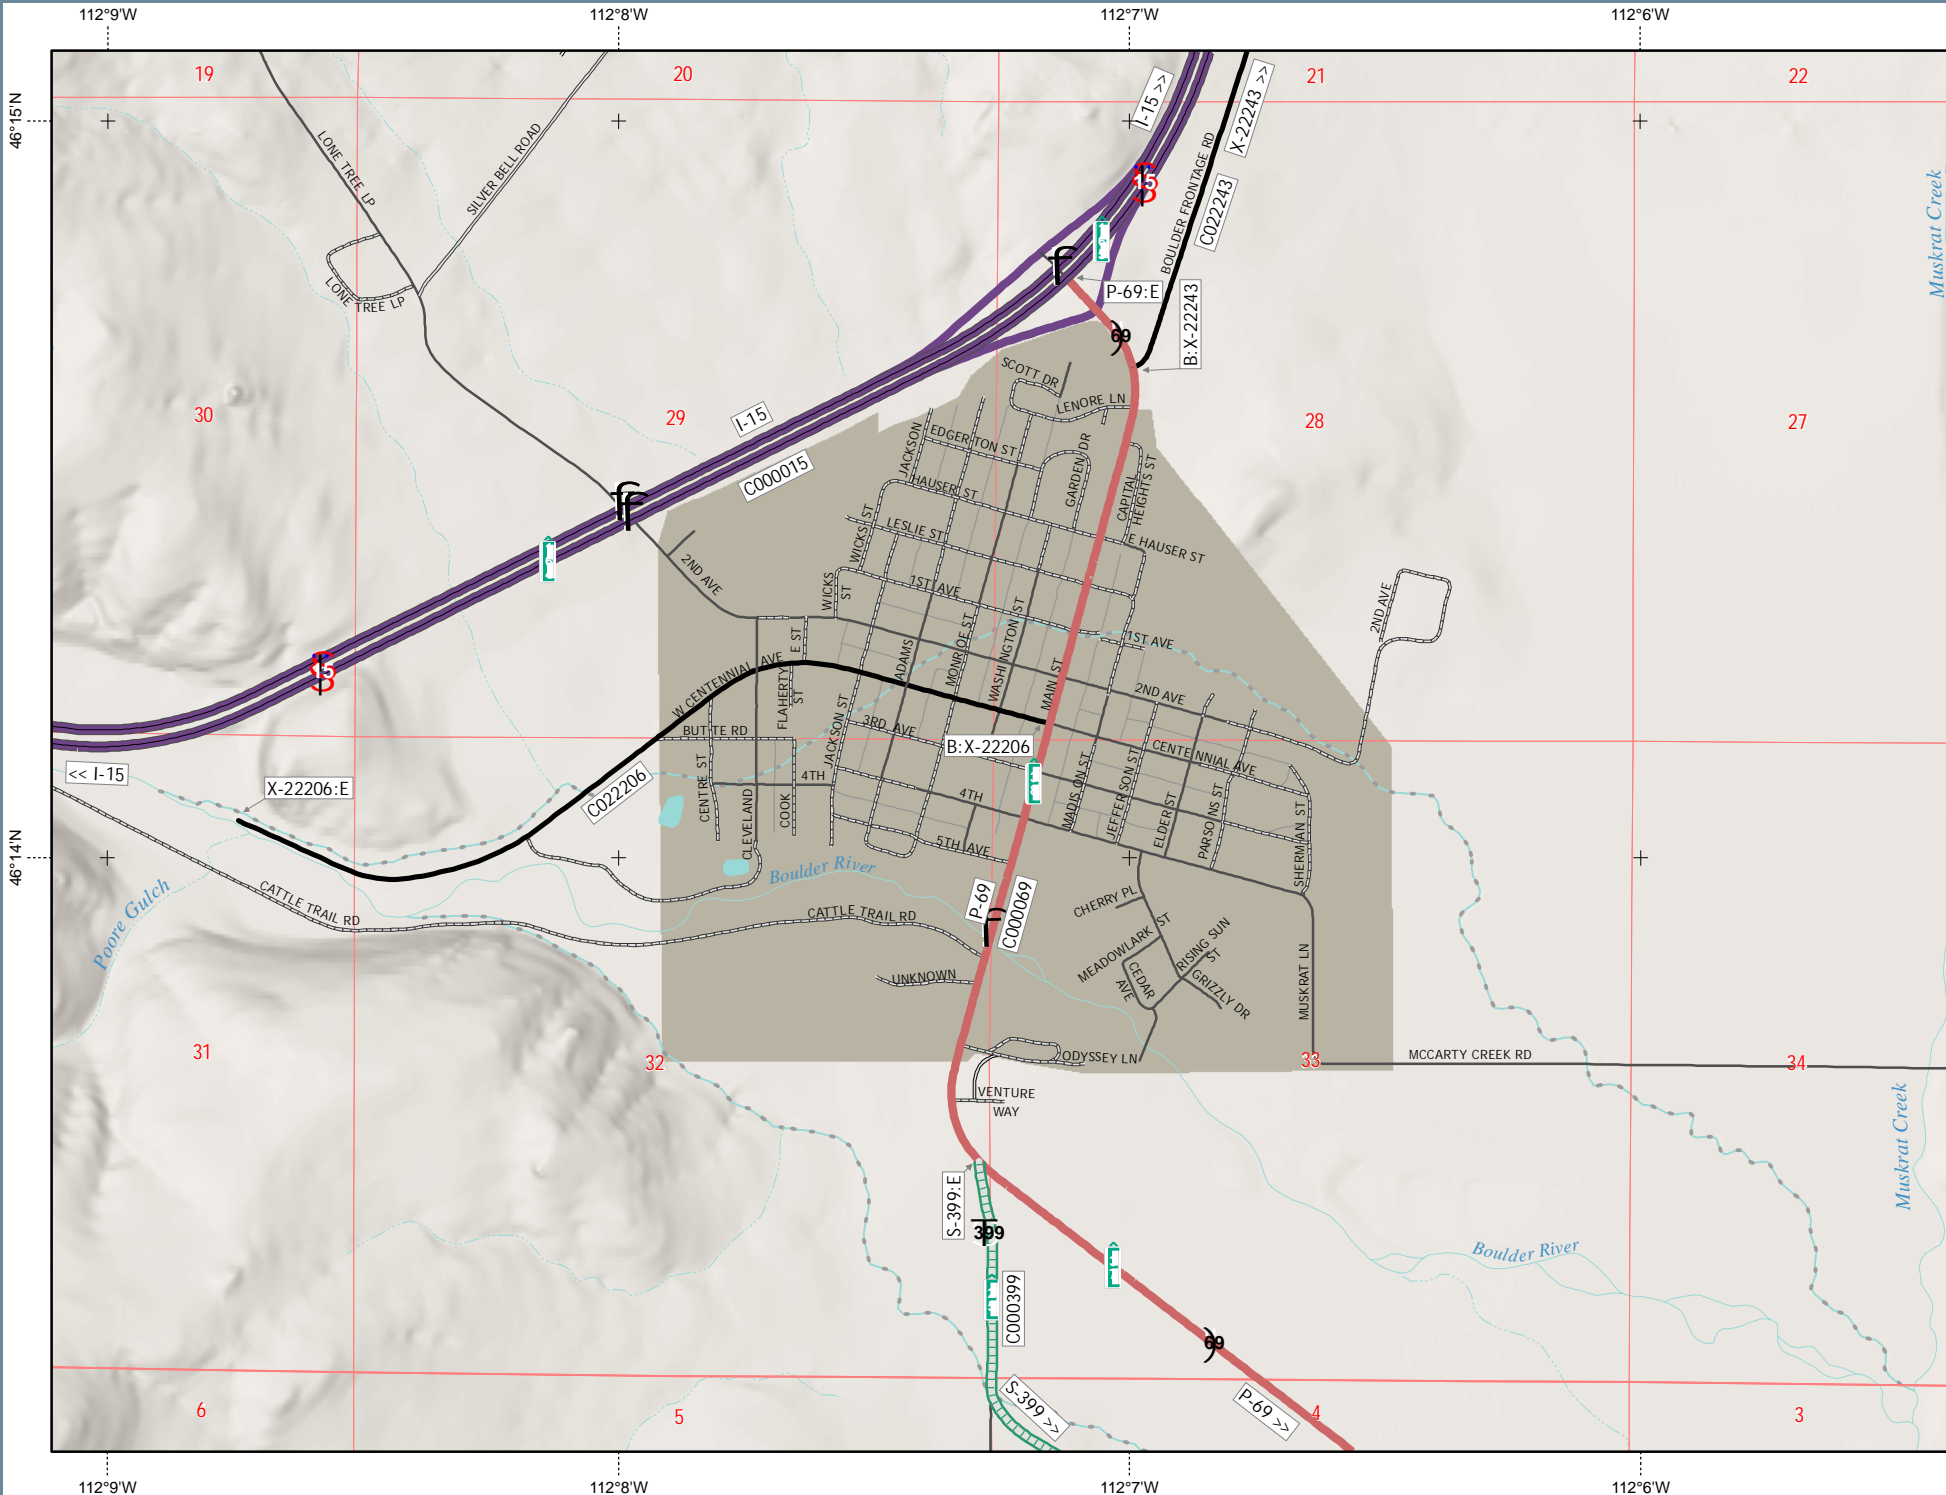 112°9'W
112°8'W
112°7'W
112°6'W
19
20
21
22
I-15 >>
X-22243 >>
46°15'N
LONE TREE LP
SILVER BELL ROAD
BOULDER FRONTAGE RD
C022243
15
Muskrat Creek
LONE TREE LP
P-69:E
B:X-22243
69
SCOTT DR
LENORE LN
30
29
28
27
I-15
C000015
JACKSON
EDGERTON ST
GARDEN DR
CAPITAL
HEIGHTS ST
HAUSER ST
E HAUSER ST
WICKS ST
LESLIE ST
2ND AVE
WICKS
ST
1ST AVE
1ST AVE
2ND AVE
E ST
ADAMS
MONROE ST
WASHINGTON ST
MAIN ST
15
W CENTENNIAL AVE
FLAHERTY
ST
2ND AVE
JACKSON ST
3RD AVE
BUTTE RD
B:X-22206
CENTENNIAL AVE
<< I-15
X-22206:E
C022206
CENTRE ST
4TH
4TH
CLEVELAND
COOK
MADISON ST
JEFFERSON ST
ELDER ST
PARSONS ST
SHERMAN ST
46°14'N
5TH AVE
Boulder River
Poore Gulch
CATTLE TRAIL RD
CATTLE TRAIL RD
P-69
C000069
CHERRY PL
MEADOWLARK
ST
RISING SUN
ST
CEDAR
AVE
GRIZZLY DR
MUSKRAT LN
UNKNOWN
31
32
33
34
ODYSSEY LN
MCCARTY CREEK RD
VENTURE
WAY
Muskrat Creek
S-399:E
399
Boulder River
C000399
69
S-399 >>
P-69 >>
6
5
4
3
112°9'W
112°8'W
112°7'W
112°6'W